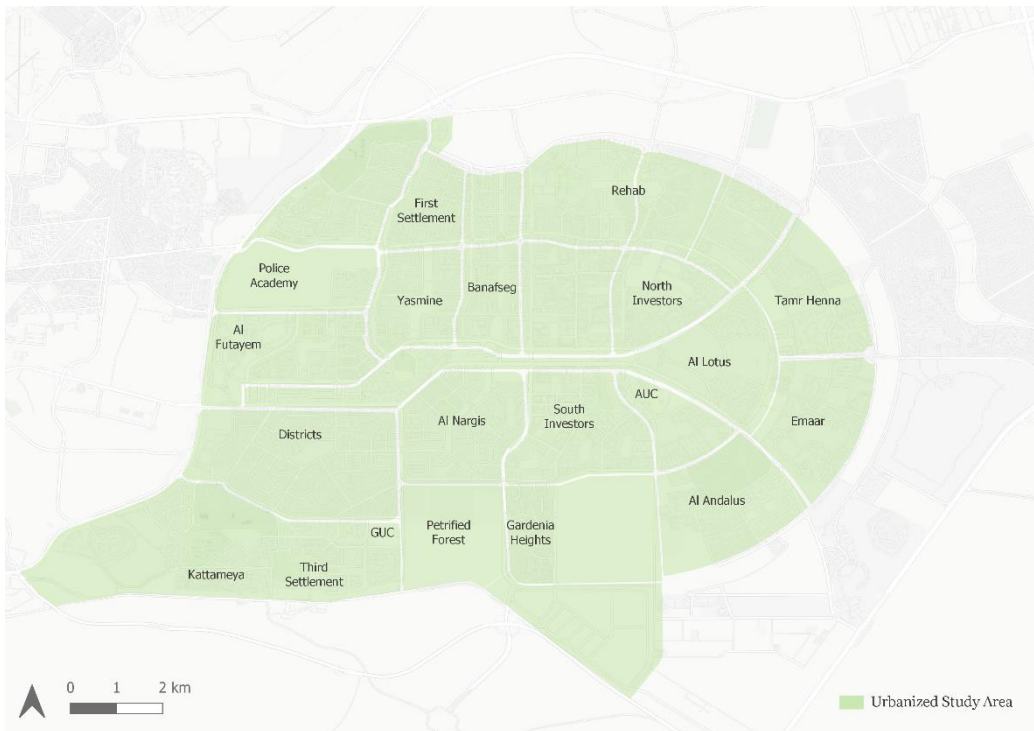 Rehab
First
Settlement
Police
Academy
Yasmine
Banafseg
North
Investors
Tamr Henna
Al
Futayem
Al Lotus
AUC
Al Nargis
South
Investors
Emaar
Districts
Al Andalus
GUC
Petrified
Forest
Gardenia
Heights
Kattameya
Third
Settlement
0 1 2 km
Urbanized Study Area